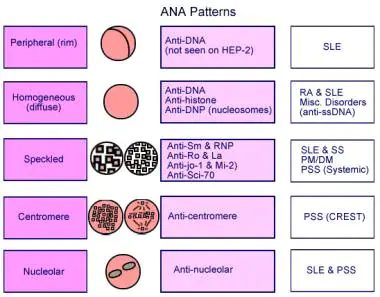 ANA Patterns
Peripheral (rim)
Anti-DNA
(not seen on HEP-2)
SLE
Homogeneous
(diffuse)
Anti-DNA
Anti-histone
Anti-DNP (nucleosomes)
RA & SLE
Misc. Disorders
(anti-ssDNA)
Speckled
Anti-Sm & RNP
Anti-Ro & La
Anti-jo-1 & Mi-2)
Anti-Scl-70
SLE & SS
PM/DM
PSS (Systemic)
Centromere
Anti-centromere
PSS (CREST)
Nucleolar
Anti-nucleolar
SLE & PSS